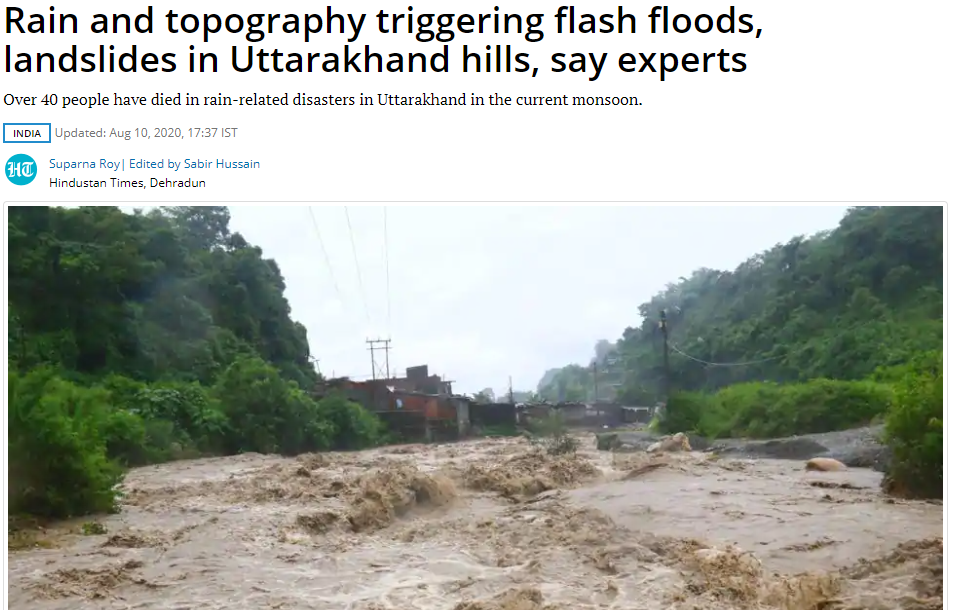 Rain and topography triggering flash floods,
landslides in Uttarakhand hills, say experts
Over 40 people have died in rain-related disasters in Uttarakhand in the current monsoon.
INDIA Updated: Aug 10, 2020, 17:37 IST
HT Suparna Roy| Edited by Sabir Hussain
Hindustan Times, Dehradun